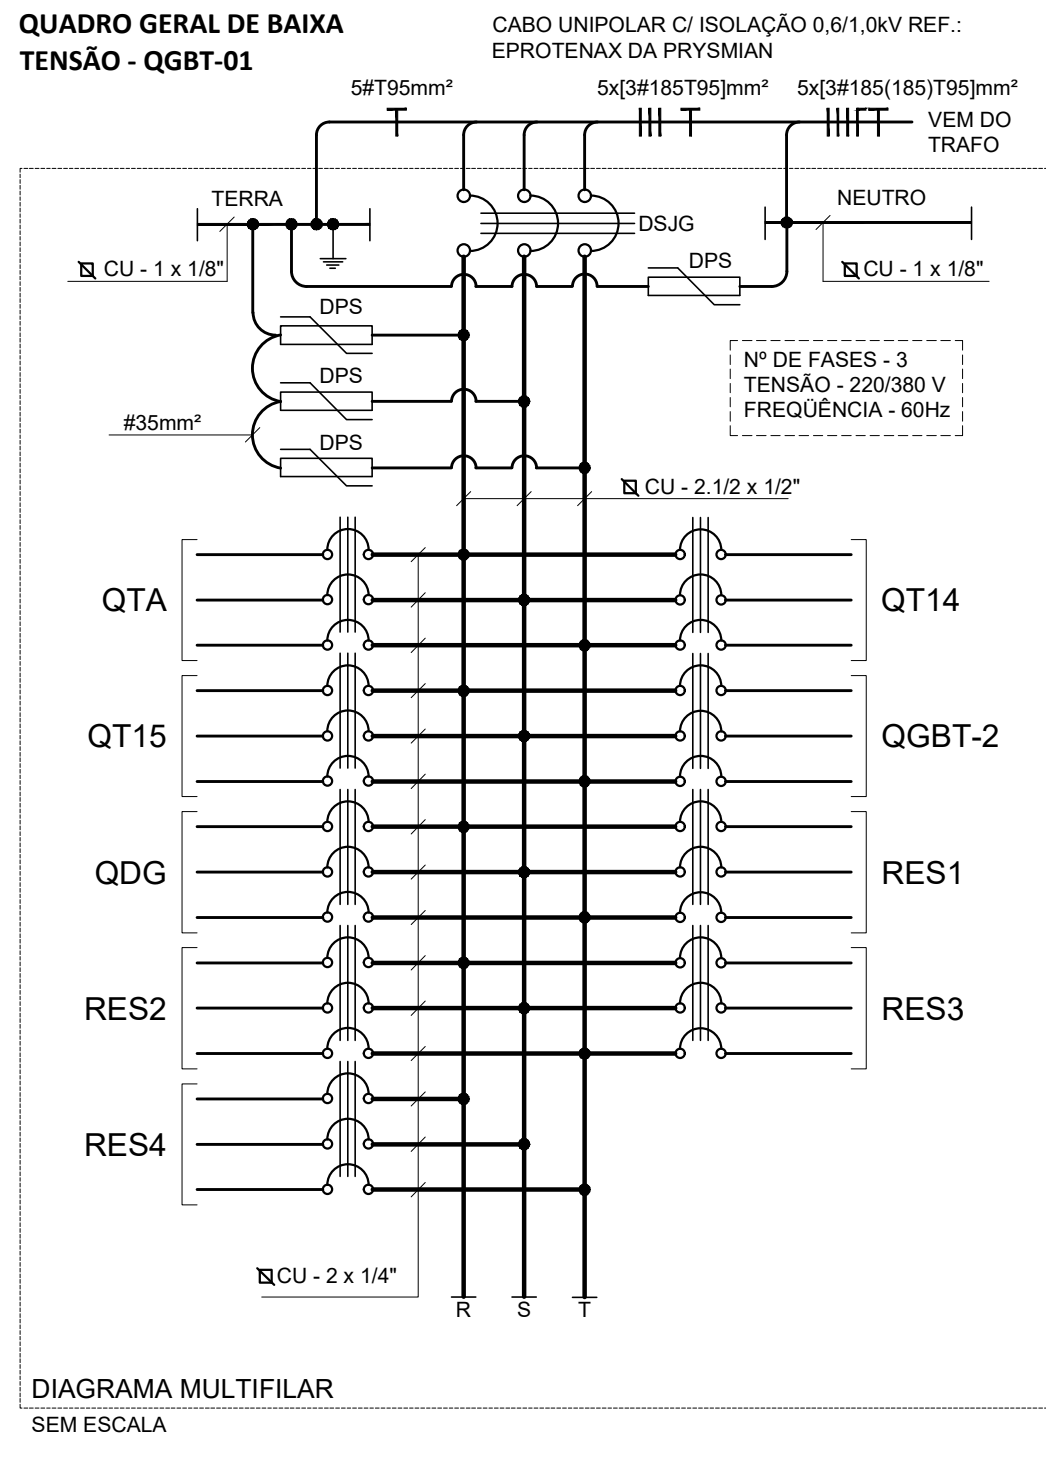 QUADRO GERAL DE BAIXA
TENSÃO - QGBT-01
CABO UNIPOLAR C/ ISOLAÇÃO 0,6/1,0kV REF.:
EPROTENAX DA PRYSMIAN
5#T95mm²
5x[3#185T95]mm²
5x[3#185(185)T95]mm²
VEM DO
TRAFO
TERRA
NEUTRO
DSJG
CU - 1 x 1/8"
DPS
CU - 1 x 1/8"
DPS
Nº DE FASES - 3
TENSÃO - 220/380 V
FREQÜÊNCIA - 60Hz
DPS
#35mm²
DPS
CU - 2.1/2 x 1/2"
QTA
QT14
QT15
QGBT-2
QDG
RES1
RES2
RES3
RES4
CU - 2 x 1/4"
R S T
DIAGRAMA MULTIFILAR
SEM ESCALA